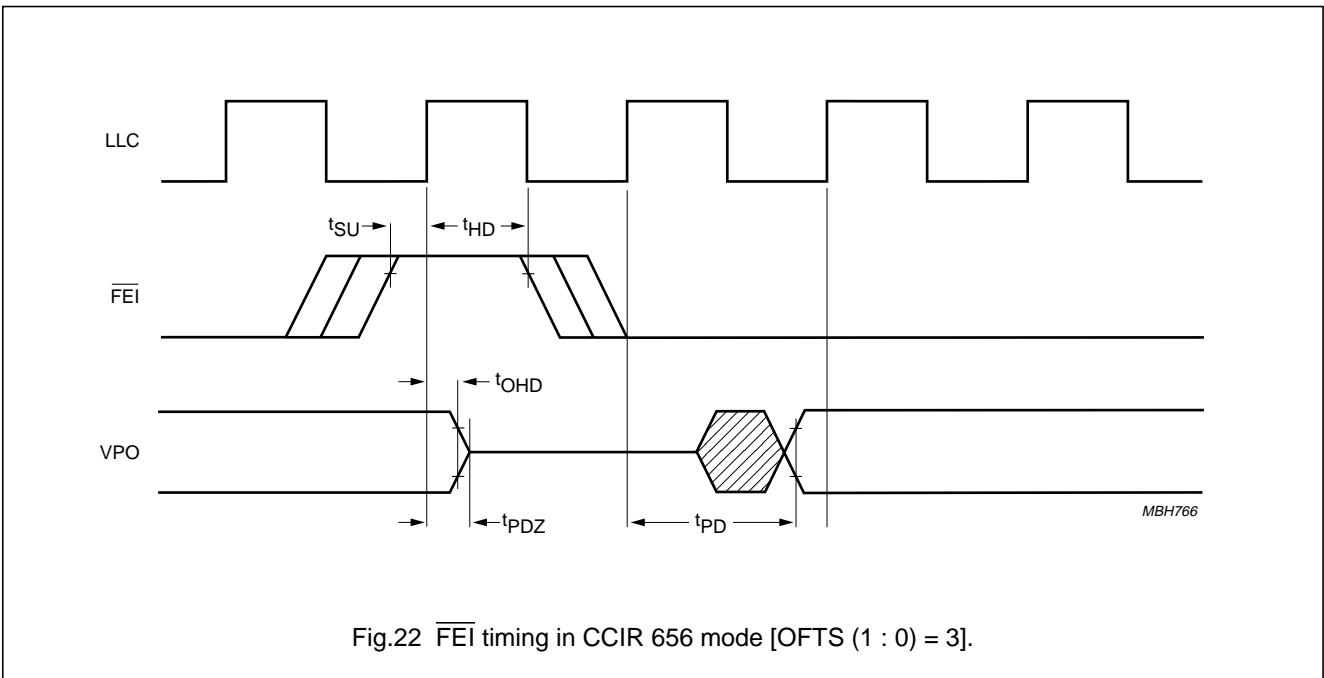 LLC
tSU
tHD
FEI
tOHD
VPO
tPDZ
tPD
MBH766
Fig.22 FEI timing in CCIR 656 mode [OFTS (1 : 0) = 3].